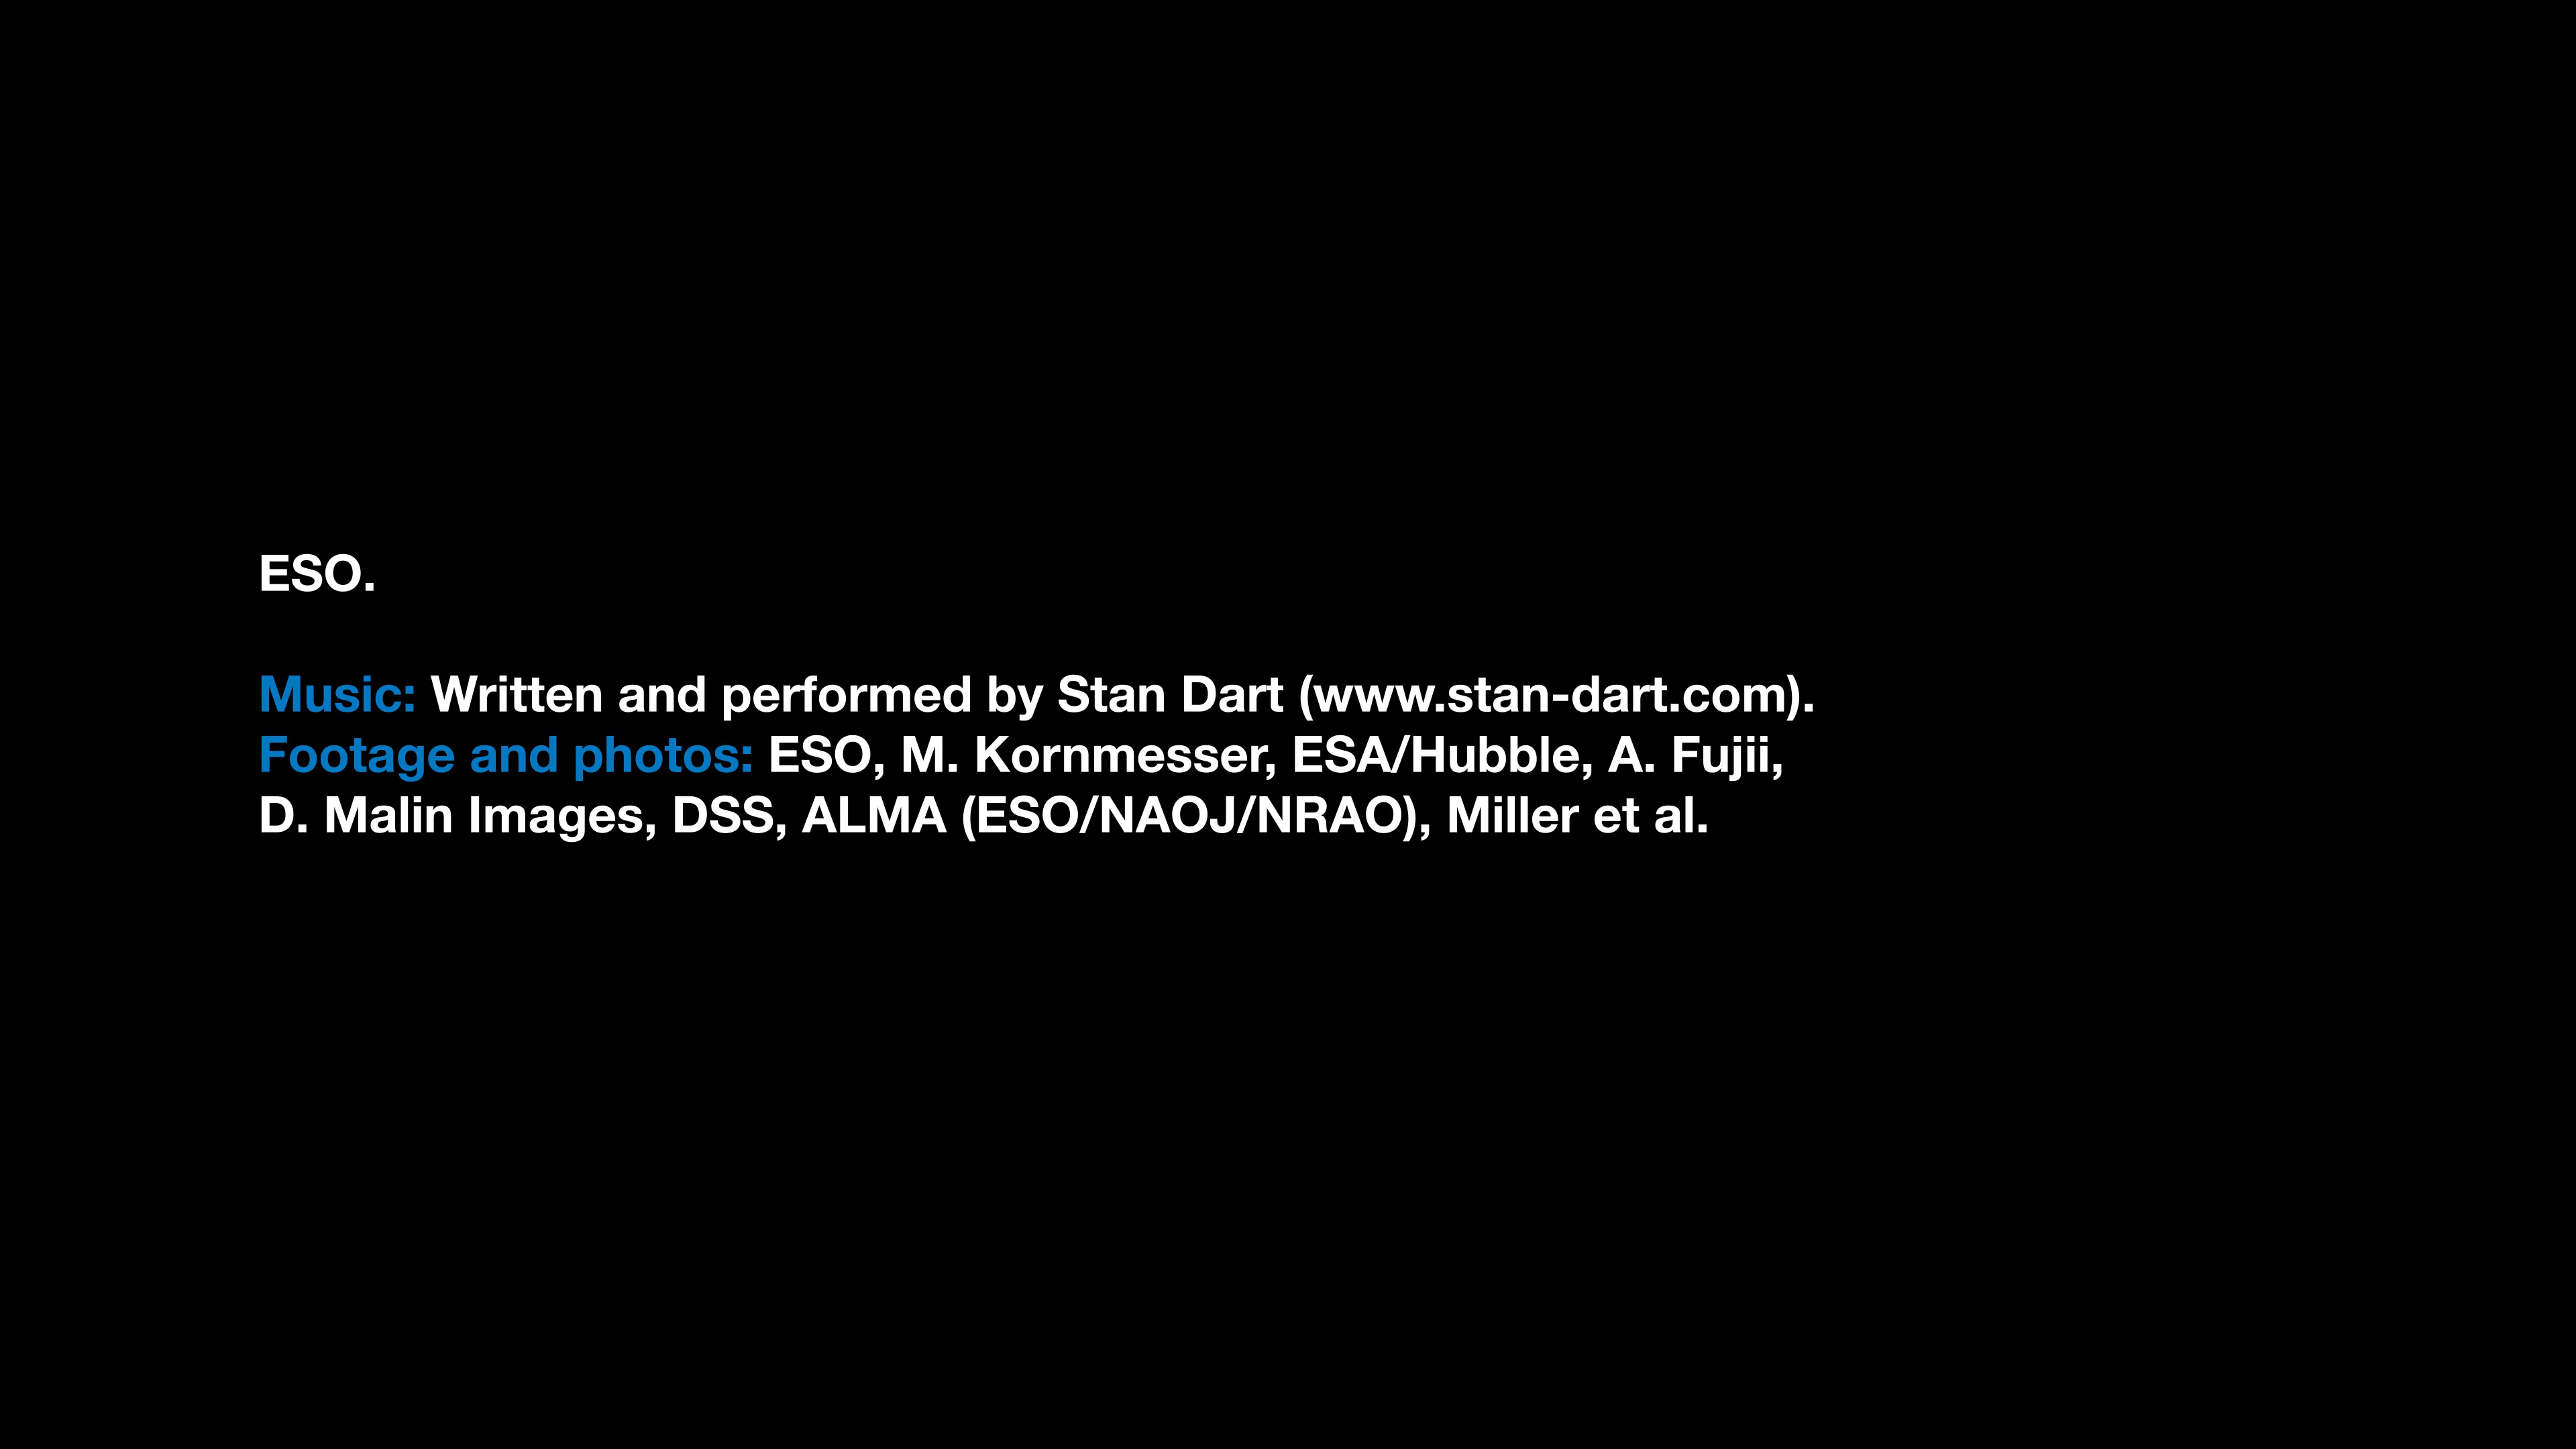 ESO.
Music: Written and performed by Stan Dart (www.stan-dart.com).
Footage and photos: ESO, M. Kornmesser, ESA/Hubble, A. Fujii,
D. Malin Images, DSS, ALMA (ESO/NAOJ/NRAO), Miller et al.